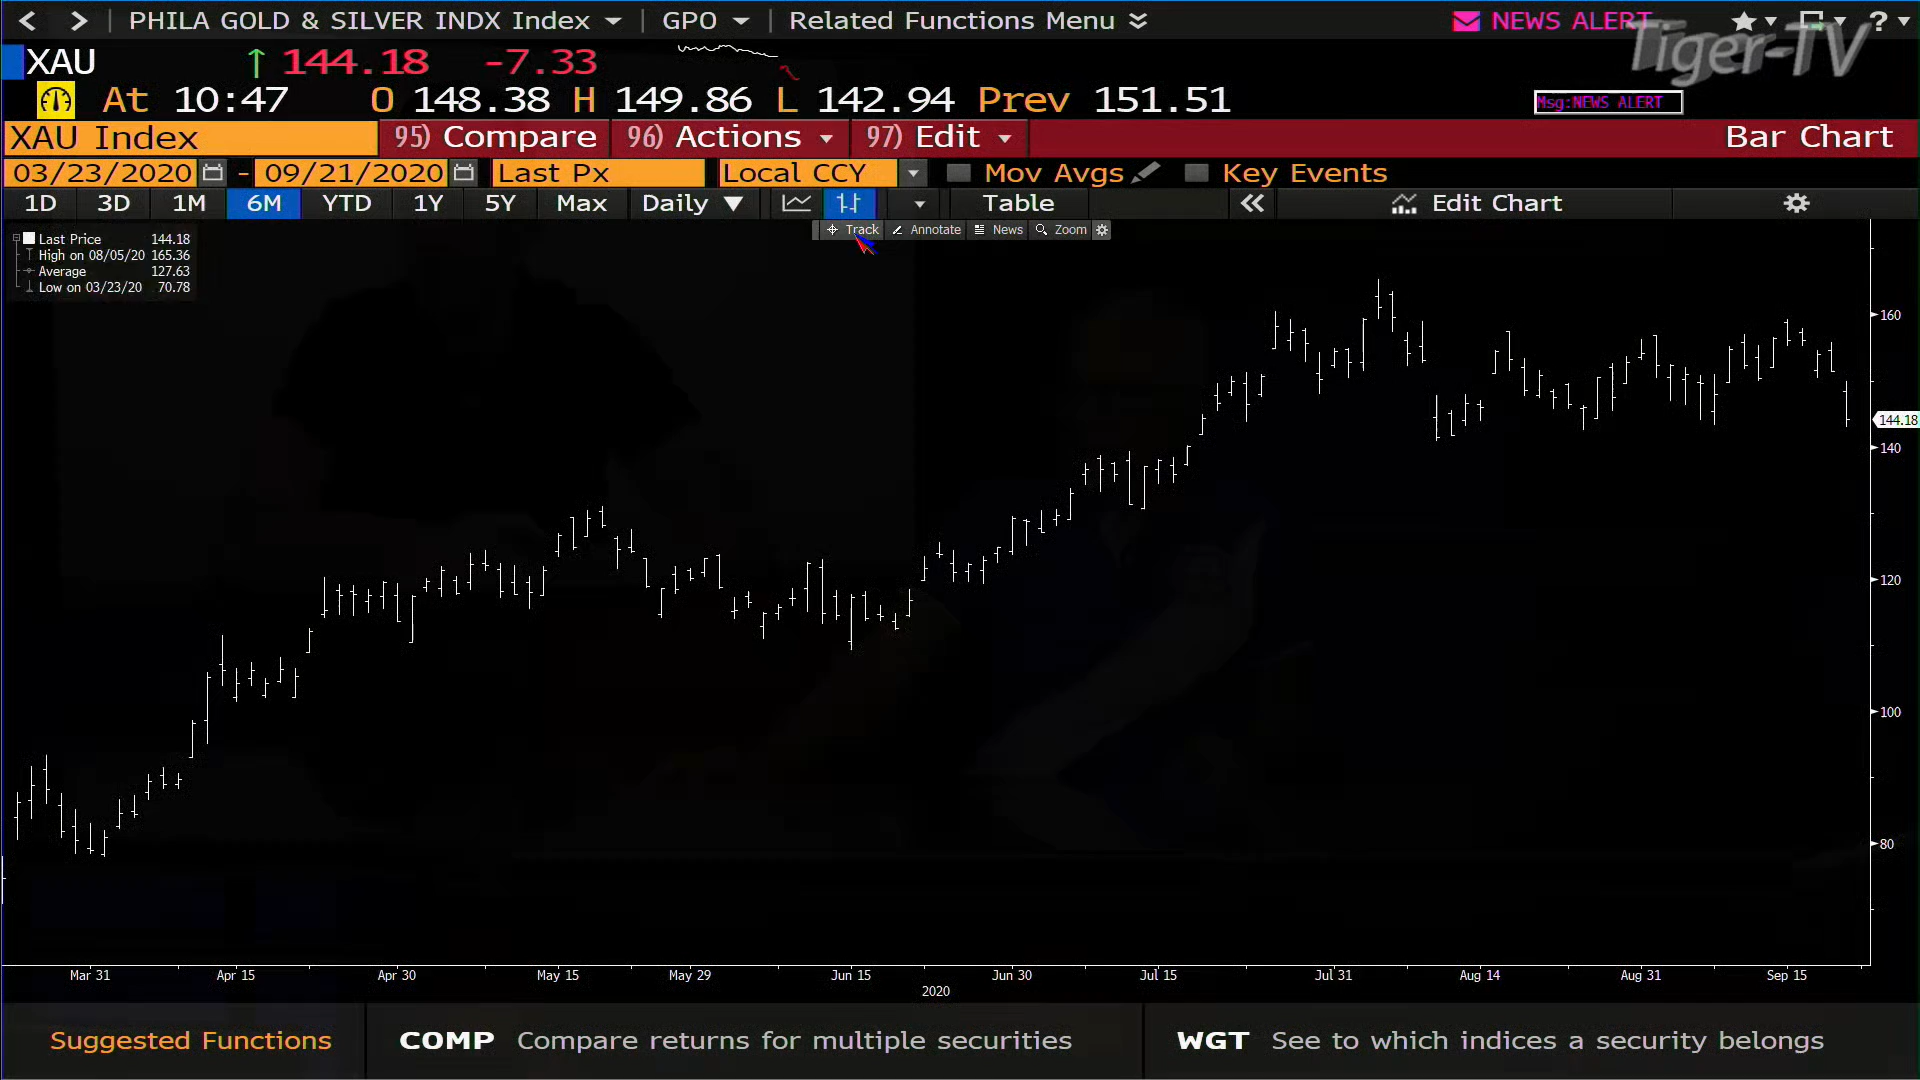 PHILA GOLD & SILVER INDX Index GPO Related Functions Menu NEWS ALERT ?
Tiger-TV
XAU ↑ 144.18 -7.33
At 10:47 O 148.38 H 149.86 L 142.94 Prev 151.51 Msg:NEWS ALERT
XAU Index 95) Compare 96) Actions 97) Edit Bar Chart
03/23/2020 - 09/21/2020 Last Px Local CCY Mov Avgs Key Events
1D 3D 1M 6M YTD 1Y 5Y Max Daily ▼ Table « Edit Chart
Track Annotate News Zoom
Last Price 144.18
High on 08/05/20 165.36
Average 127.63
Low on 03/23/20 70.78
160
144.18
140
120
100
80
Mar 31 Apr 15 Apr 30 May 15 May 29 Jun 15 Jun 30 Jul 15 Jul 31 Aug 14 Aug 31 Sep 15
2020
Suggested Functions COMP Compare returns for multiple securities WGT See to which indices a security belongs